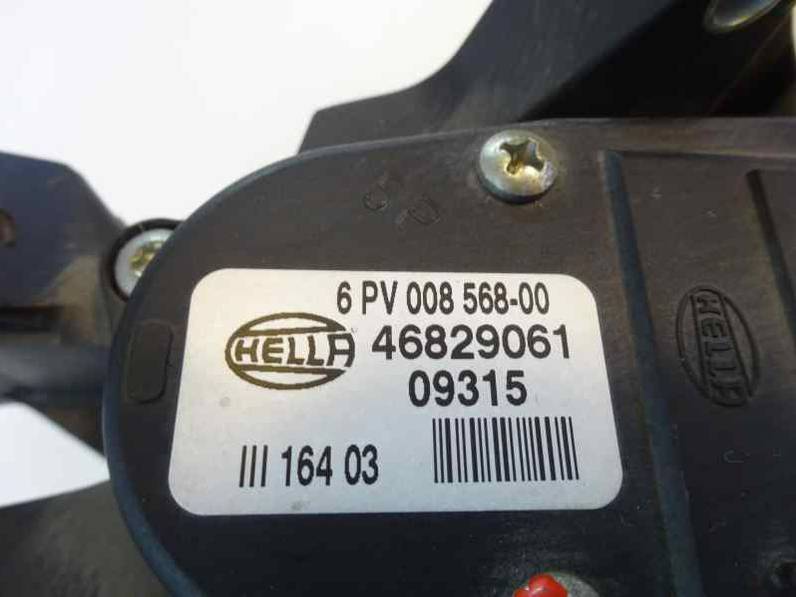 6 PV 008 568-00
HELLA 46829061
09315
III 164 03
HELLA